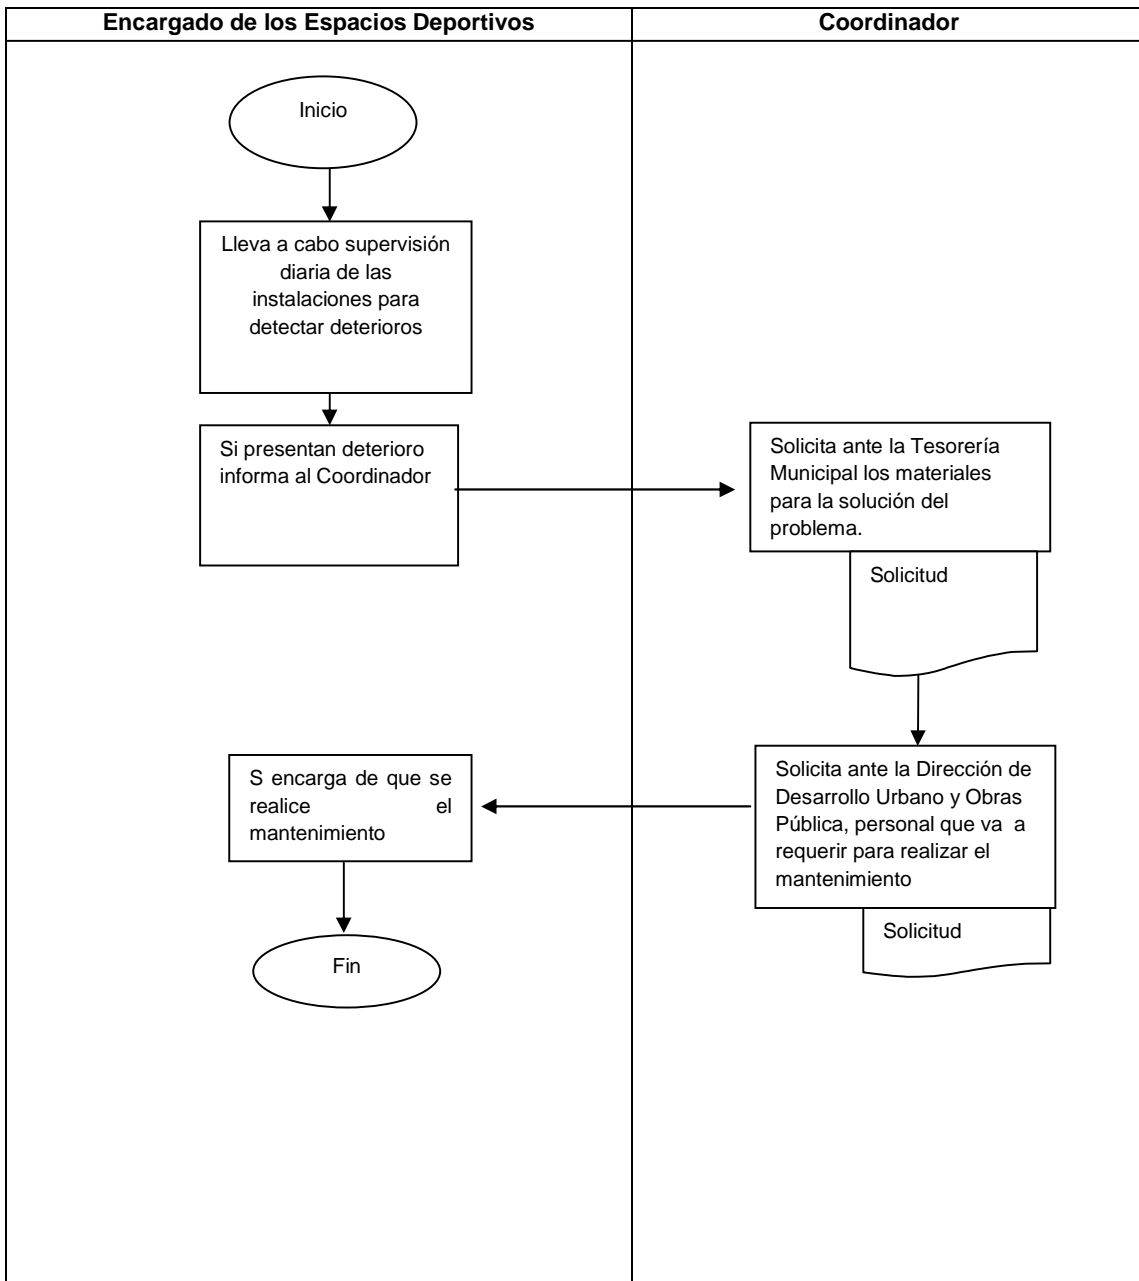 Encargado de los Espacios Deportivos
Coordinador
Inicio
Lleva a cabo supervisión
diaria de las
instalaciones para
detectar deterioros
Si presentan deterioro
informa al Coordinador
Solicita ante la Tesorería
Municipal los materiales
para la solución del
problema.
Solicitud
Solicita ante la Dirección de
Desarrollo Urbano y Obras
Pública, personal que va a
requerir para realizar el
mantenimiento
Solicitud
S encarga de que se
realice el
mantenimiento
Fin